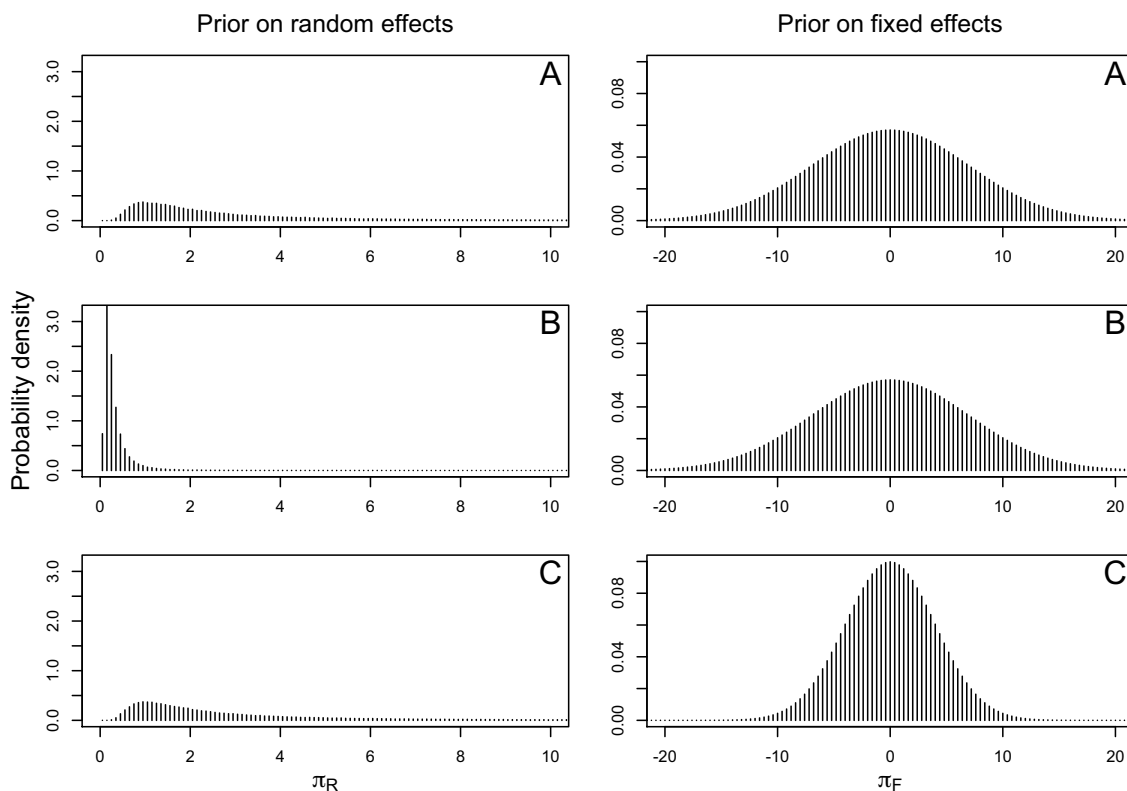 Prior on random effects
Prior on fixed effects
A
0.0 1.0 2.0 3.0
0 2 4 6 8 10
A
0.00 0.04 0.08
-20 -10 0 10 20
Probability density
B
0.0 1.0 2.0 3.0
0 2 4 6 8 10
B
0.00 0.04 0.08
-20 -10 0 10 20
C
0.0 1.0 2.0 3.0
0 2 4 6 8 10
πR
C
0.00 0.04 0.08
-20 -10 0 10 20
πF